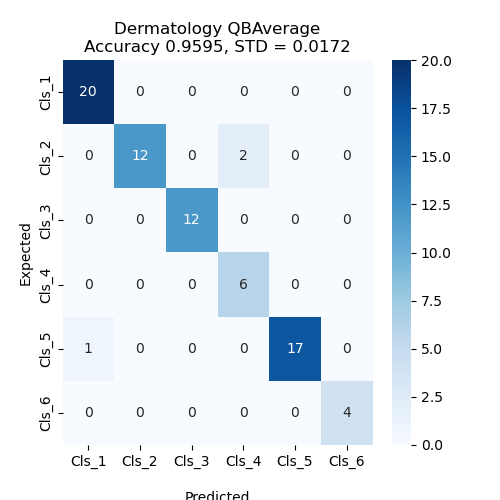 Dermatology QBAverage
Accuracy 0.9595, STD = 0.0172
Cls_1 20 0 0 0 0 0
Cls_2 0 12 0 2 0 0
Cls_3 0 0 12 0 0 0
Cls_4 0 0 0 6 0 0
Cls_5 1 0 0 0 17 0
Cls_6 0 0 0 0 0 4
Cls_1 Cls_2 Cls_3 Cls_4 Cls_5 Cls_6
Expected
Predicted
20.0
17.5
15.0
12.5
10.0
7.5
5.0
2.5
0.0